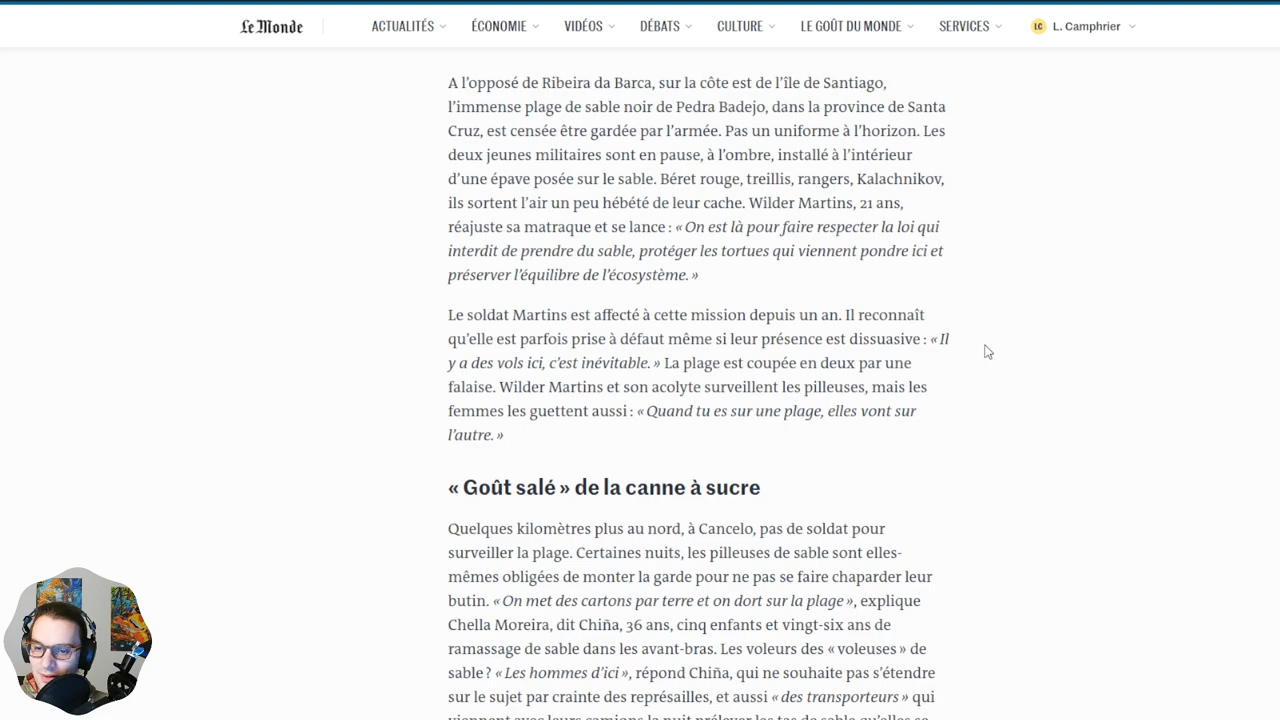 Le Monde
ACTUALITÉS
ÉCONOMIE
VIDÉOS
DÉBATS
CULTURE
LE GOÛT DU MONDE
SERVICES
LC
L. Camphrier
A l’opposé de Ribeira da Barca, sur la côte est de l’île de Santiago,
l’immense plage de sable noir de Pedra Badejo, dans la province de Santa
Cruz, est censée être gardée par l’armée. Pas un uniforme à l’horizon. Les
deux jeunes militaires sont en pause, à l’ombre, installé à l’intérieur
d’une épave posée sur le sable. Béret rouge, treillis, rangers, Kalachnikov,
ils sortent l’air un peu hébété de leur cache. Wilder Martins, 21 ans,
réajuste sa matraque et se lance : « On est là pour faire respecter la loi qui
interdit de prendre du sable, protéger les tortues qui viennent pondre ici et
préserver l’équilibre de l’écosystème. »
Le soldat Martins est affecté à cette mission depuis un an. Il reconnaît
qu’elle est parfois prise à défaut même si leur présence est dissuasive : « Il
y a des vols ici, c’est inévitable. » La plage est coupée en deux par une
falaise. Wilder Martins et son acolyte surveillent les pilleuses, mais les
femmes les guettent aussi : « Quand tu es sur une plage, elles vont sur
l’autre. »
« Goût salé » de la canne à sucre
Quelques kilomètres plus au nord, à Cancelo, pas de soldat pour
surveiller la plage. Certaines nuits, les pilleuses de sable sont elles-
mêmes obligées de monter la garde pour ne pas se faire chaparder leur
butin. « On met des cartons par terre et on dort sur la plage », explique
Chella Moreira, dit Chiña, 36 ans, cinq enfants et vingt-six ans de
ramassage de sable dans les avant-bras. Les voleurs des « voleuses » de
sable ? « Les hommes d’ici », répond Chiña, qui ne souhaite pas s’étendre
sur le sujet par crainte des représailles, et aussi « des transporteurs » qui
viennent avec leurs camions la nuit prélever les tas de sable qu’elles se